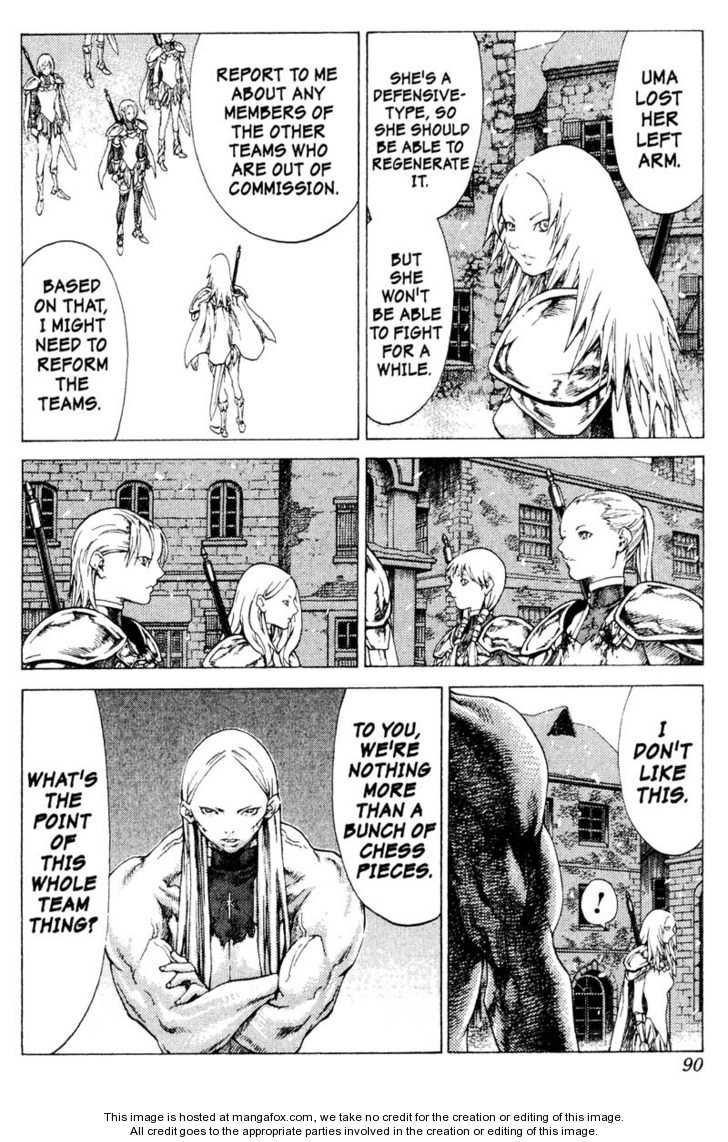 UMA
LOST
HER
LEFT
ARM.
SHE'S A
DEFENSIVE-
TYPE, SO
SHE SHOULD
BE ABLE TO
REGENERATE
IT.
BUT
SHE
WON'T
BE ABLE
TO FIGHT
FOR A
WHILE.
REPORT TO ME
ABOUT ANY
MEMBERS OF
THE OTHER
TEAMS WHO
ARE OUT OF
COMMISSION.
BASED
ON THAT,
I MIGHT
NEED TO
REFORM
THE
TEAMS.
I
DON'T
LIKE
THIS.
!
TO YOU,
WE'RE
NOTHING
MORE
THAN A
BUNCH OF
CHESS
PIECES.
WHAT'S
THE
POINT
OF
THIS
WHOLE
TEAM
THING?
90
This image is hosted at mangafox.com, we take no credit for the creation or editing of this image.
All credit goes to the appropriate parties involved in the creation or editing of this image.